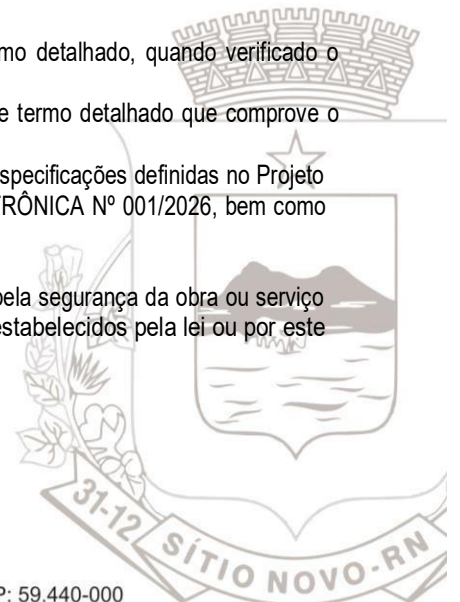 mo detalhado, quando verificado o
e termo detalhado que comprove o
specificações definidas no Projeto
TRÔNICA Nº 001/2026, bem como
pela segurança da obra ou serviço
estabelecidos pela lei ou por este
31-12
SÍTIO NOVO-RN
P: 59.440-000